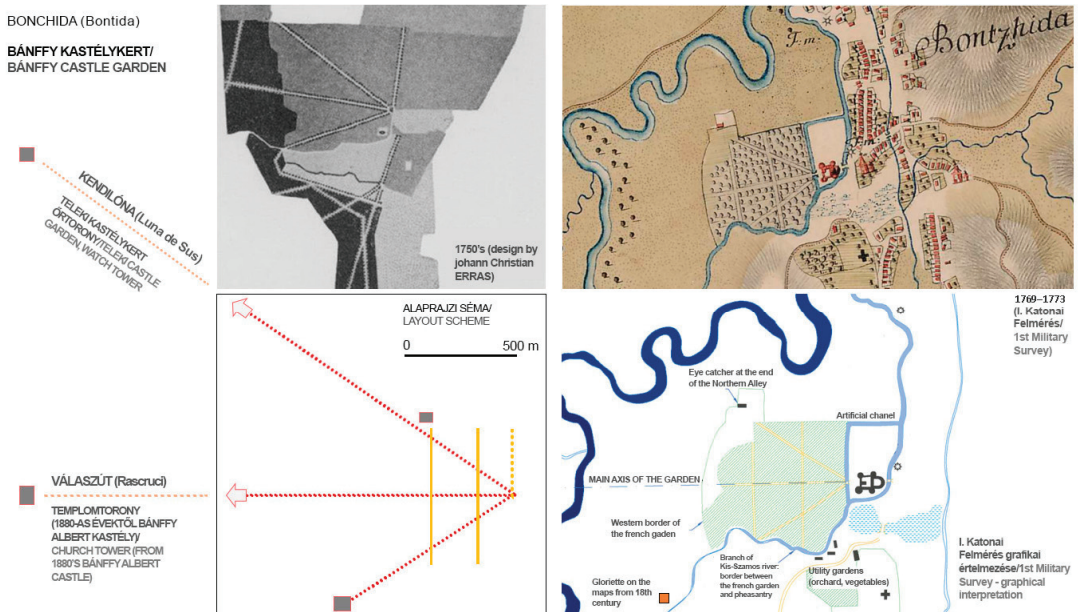 BONCHIDA (Bontida)
BÁNFFY KASTÉLYKERT/
BÁNFFY CASTLE GARDEN
KENDILÓNA (Luna de Sus)
TELEKI KASTÉLYKERT
ŐRTORONY/TELEKI CASTLE
GARDEN. WATCH TOWER
1750's (design by
johann Christian
ERRAS)
F. m:
Bontzhida
ALAPRAJZI SÉMA/
LAYOUT SCHEME
0 500 m
1769–1773
(I. Katonai
Felmérés/
1st Military
Survey)
Eye catcher at the end
of the Northern Alley
Artificial chanel
MAIN AXIS OF THE GARDEN
VÁLASZÚT (Rascruci)
TEMPLOMTORONY
(1880-AS ÉVEKTŐL BÁNFFY
ALBERT KASTÉLY)/
CHURCH TOWER (FROM
1880'S BÁNFFY ALBERT
CASTLE)
Western border of
the french gaden
Branch of
Kis-Szamos river:
border between
the french garden
and pheasantry
Utility gardens
(orchard, vegetables)
Gloriette on the
maps from 18th
century
I. Katonai
Felmérés grafikai
értelmezése/1st Military
Survey - graphical
interpretation